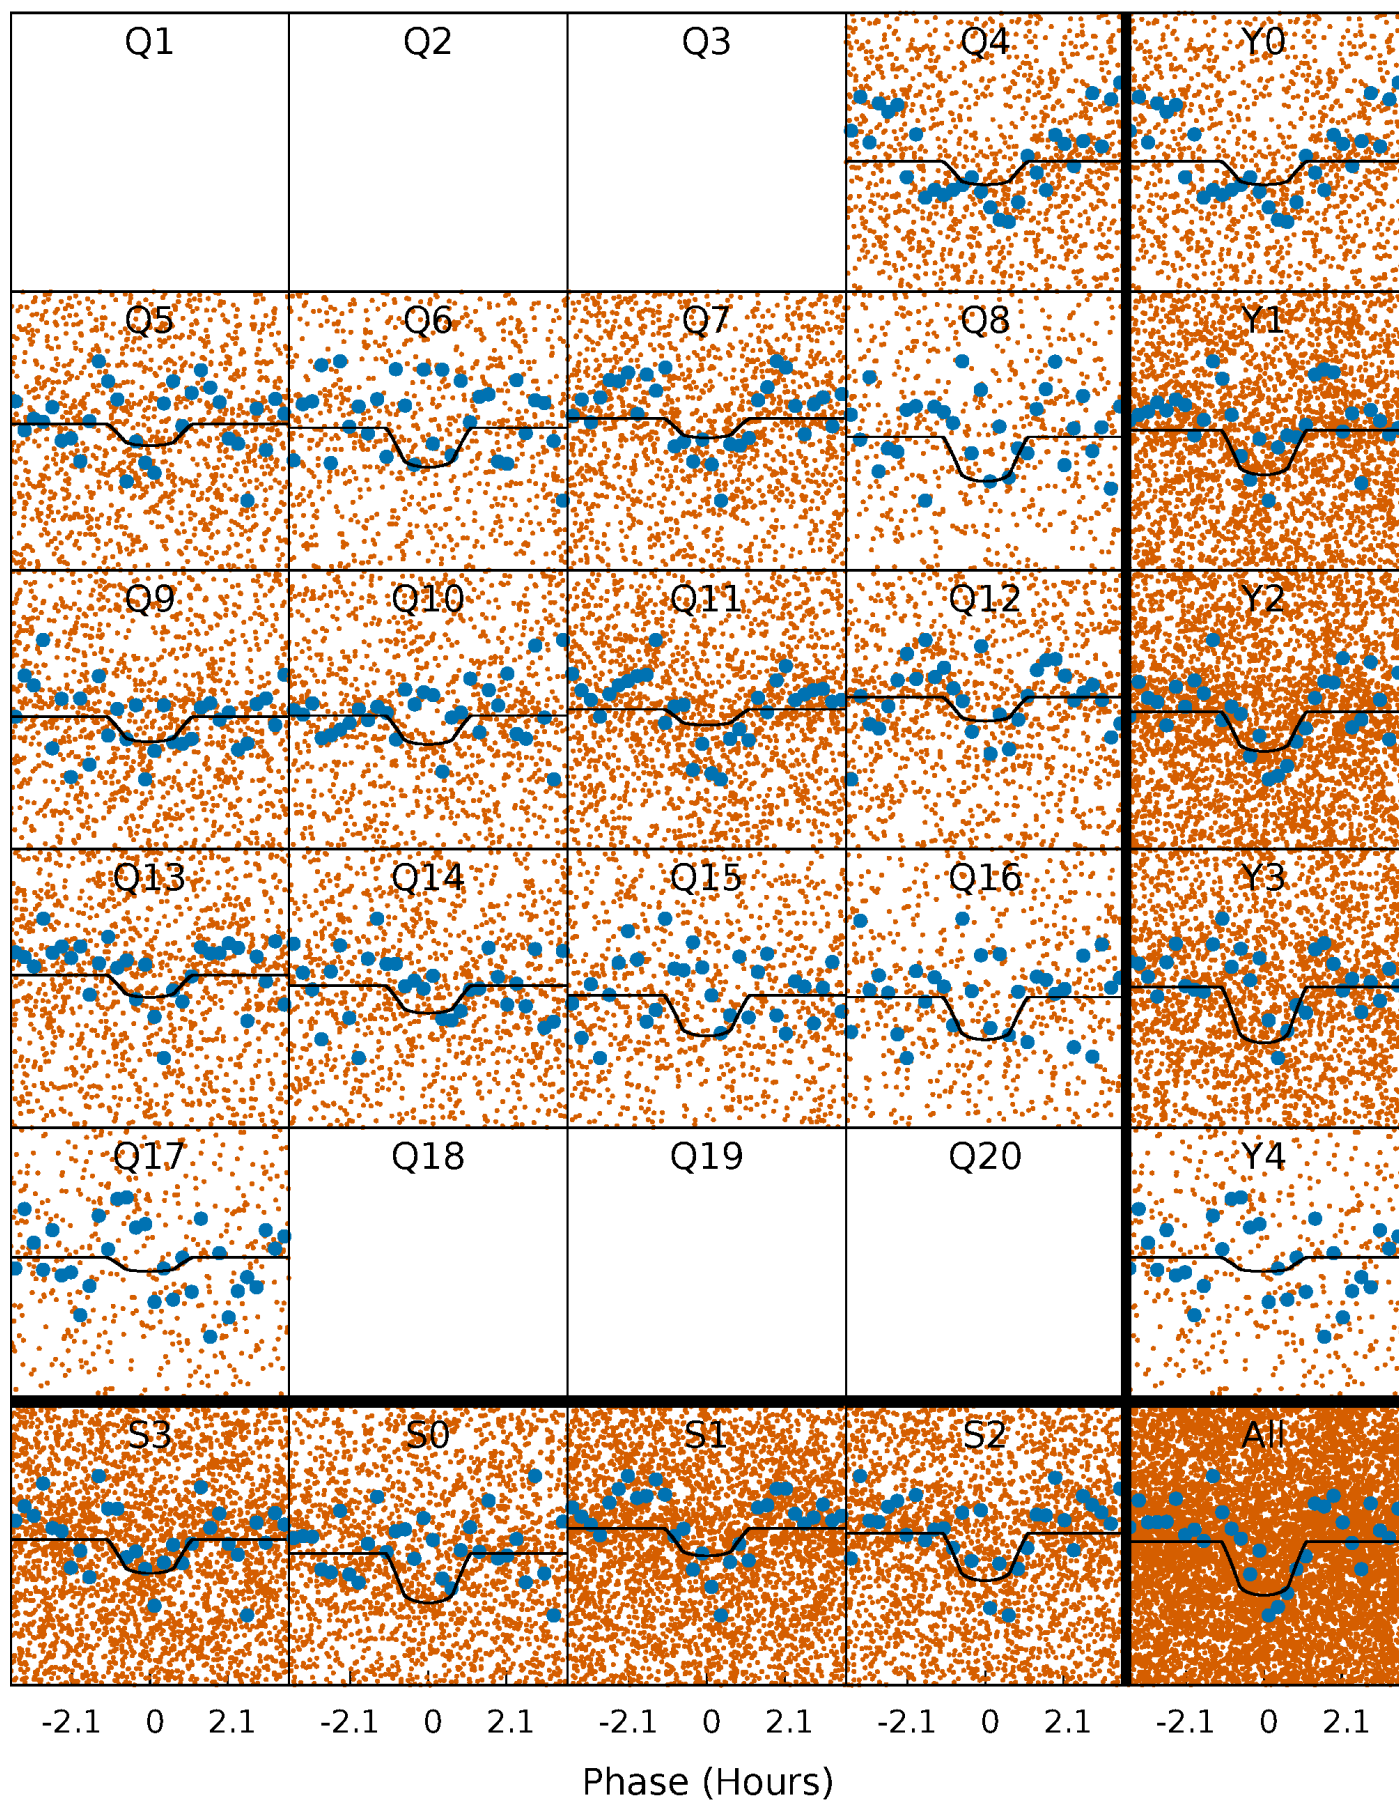 Q1 Q2 Q3 Q4 Y0
Q5 Q6 Q7 Q8 Y1
Q9 Q10 Q11 Q12 Y2
Q13 Q14 Q15 Q16 Y3
Q17 Q18 Q19 Q20 Y4
S3 S0 S1 S2 All
-2.1 0 2.1 -2.1 0 2.1 -2.1 0 2.1 -2.1 0 2.1 -2.1 0 2.1
Phase (Hours)